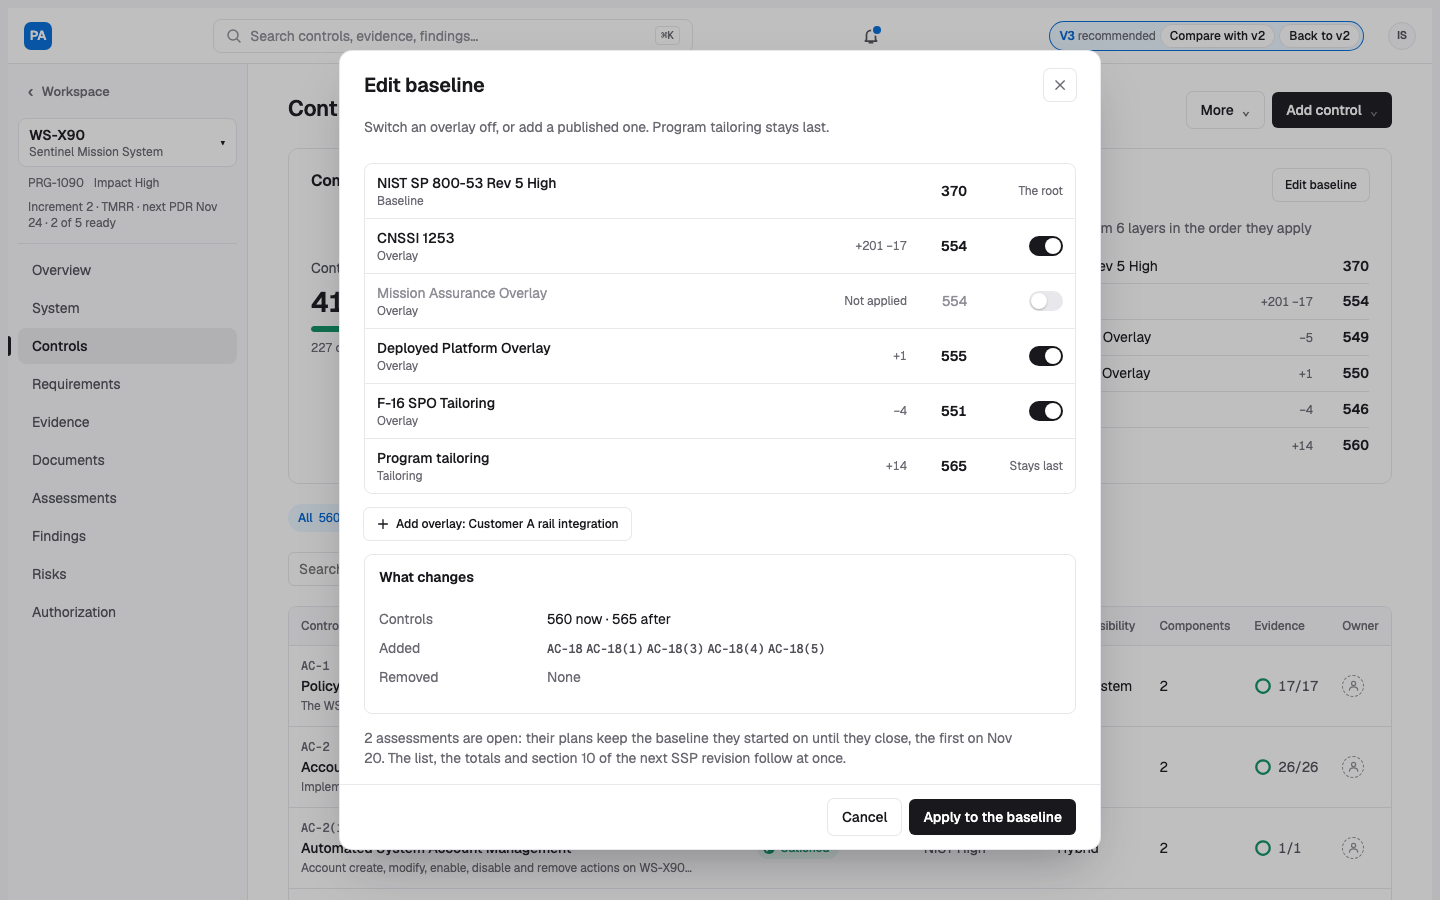 PA
Search controls, evidence, findings...
⌘K
V3 recommended
Compare with v2
Back to v2
IS
‹ Workspace
WS-X90
Sentinel Mission System
PRG-1090 Impact High
Increment 2 · TMRR · next PDR Nov
24 · 2 of 5 ready
Overview
System
Controls
Requirements
Evidence
Documents
Assessments
Findings
Risks
Authorization
More
Add control
Edit baseline
m 6 layers in the order they apply
ev 5 High 370
+201 −17 554
Overlay −5 549
Overlay +1 550
−4 546
+14 560
All 560
Edit baseline
Switch an overlay off, or add a published one. Program tailoring stays last.
NIST SP 800-53 Rev 5 High
Baseline
370 The root
CNSSI 1253
Overlay
+201 −17 554
Mission Assurance Overlay
Overlay
Not applied 554
Deployed Platform Overlay
Overlay
+1 555
F-16 SPO Tailoring
Overlay
−4 551
Program tailoring
Tailoring
+14 565 Stays last
+ Add overlay: Customer A rail integration
What changes
Controls 560 now · 565 after
Added AC-18 AC-18(1) AC-18(3) AC-18(4) AC-18(5)
Removed None
2 assessments are open: their plans keep the baseline they started on until they close, the first on Nov
20. The list, the totals and section 10 of the next SSP revision follow at once.
Cancel
Apply to the baseline
Components Evidence Owner
AC-1
Policy
2 17/17
AC-2
2 26/26
Automated System Account Management
Account create, modify, enable, disable and remove actions on WS-X90...
Hybrid 2 1/1